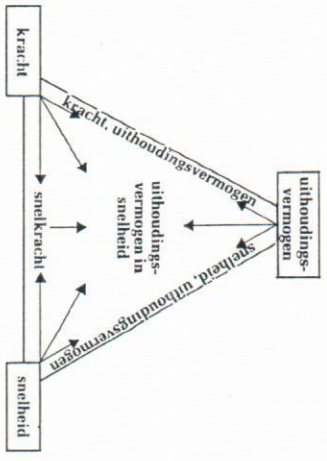 uithoudings-
vermogen
kracht, uithoudingsvermogen
snelheid, uithoudingsvermogen
uithoudings-
vermogen in
snelheid
kracht
snelkracht
snelheid